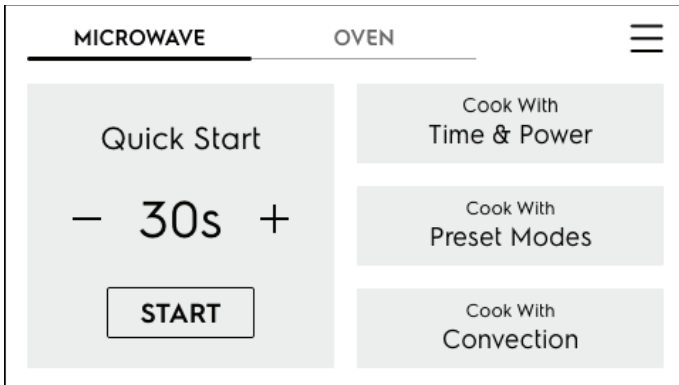 MICROWAVE
OVEN
Quick Start
− 30s +
START
Cook With
Time & Power
Cook With
Preset Modes
Cook With
Convection